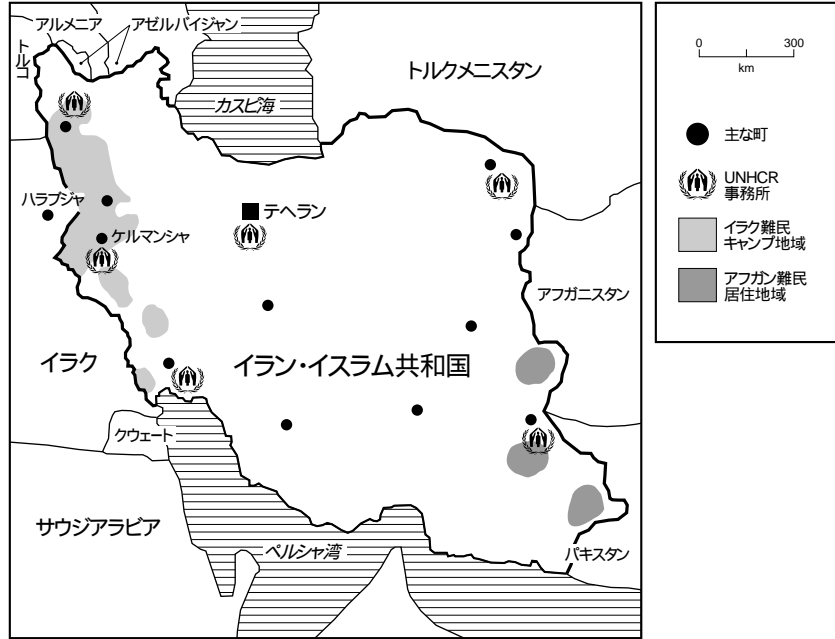 アルメニア
アゼルバイジャン
トルコ
カスピ海
トルクメニスタン
ハラブジャ
テヘラン
ケルマンシャ
アフガニスタン
イラク
イラン・イスラム共和国
クウェート
サウジアラビア
ペルシャ湾
パキスタン
0 300
km
主な町
UNHCR
事務所
イラク難民
キャンプ地域
アフガン難民
居住地域